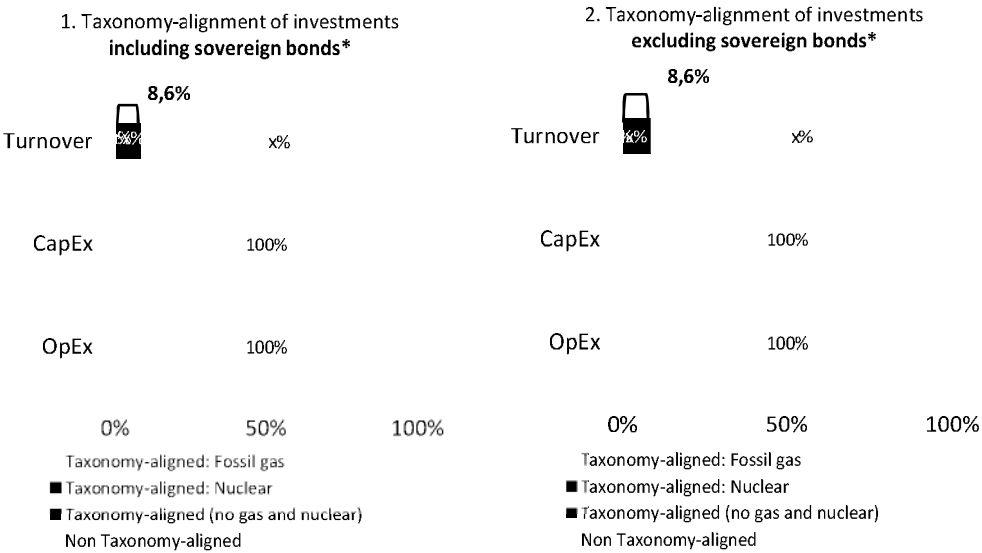 1. Taxonomy-alignment of investments
including sovereign bonds*
8,6%
Turnover
x%
CapEx
100%
OpEx
100%
0% 50% 100%
Taxonomy-aligned: Fossil gas
Taxonomy-aligned: Nuclear
Taxonomy-aligned (no gas and nuclear)
Non Taxonomy-aligned
2. Taxonomy-alignment of investments
excluding sovereign bonds*
8,6%
Turnover
x%
x%
CapEx
100%
OpEx
100%
0% 50% 100%
Taxonomy-aligned: Fossil gas
Taxonomy-aligned: Nuclear
Taxonomy-aligned (no gas and nuclear)
Non Taxonomy-aligned